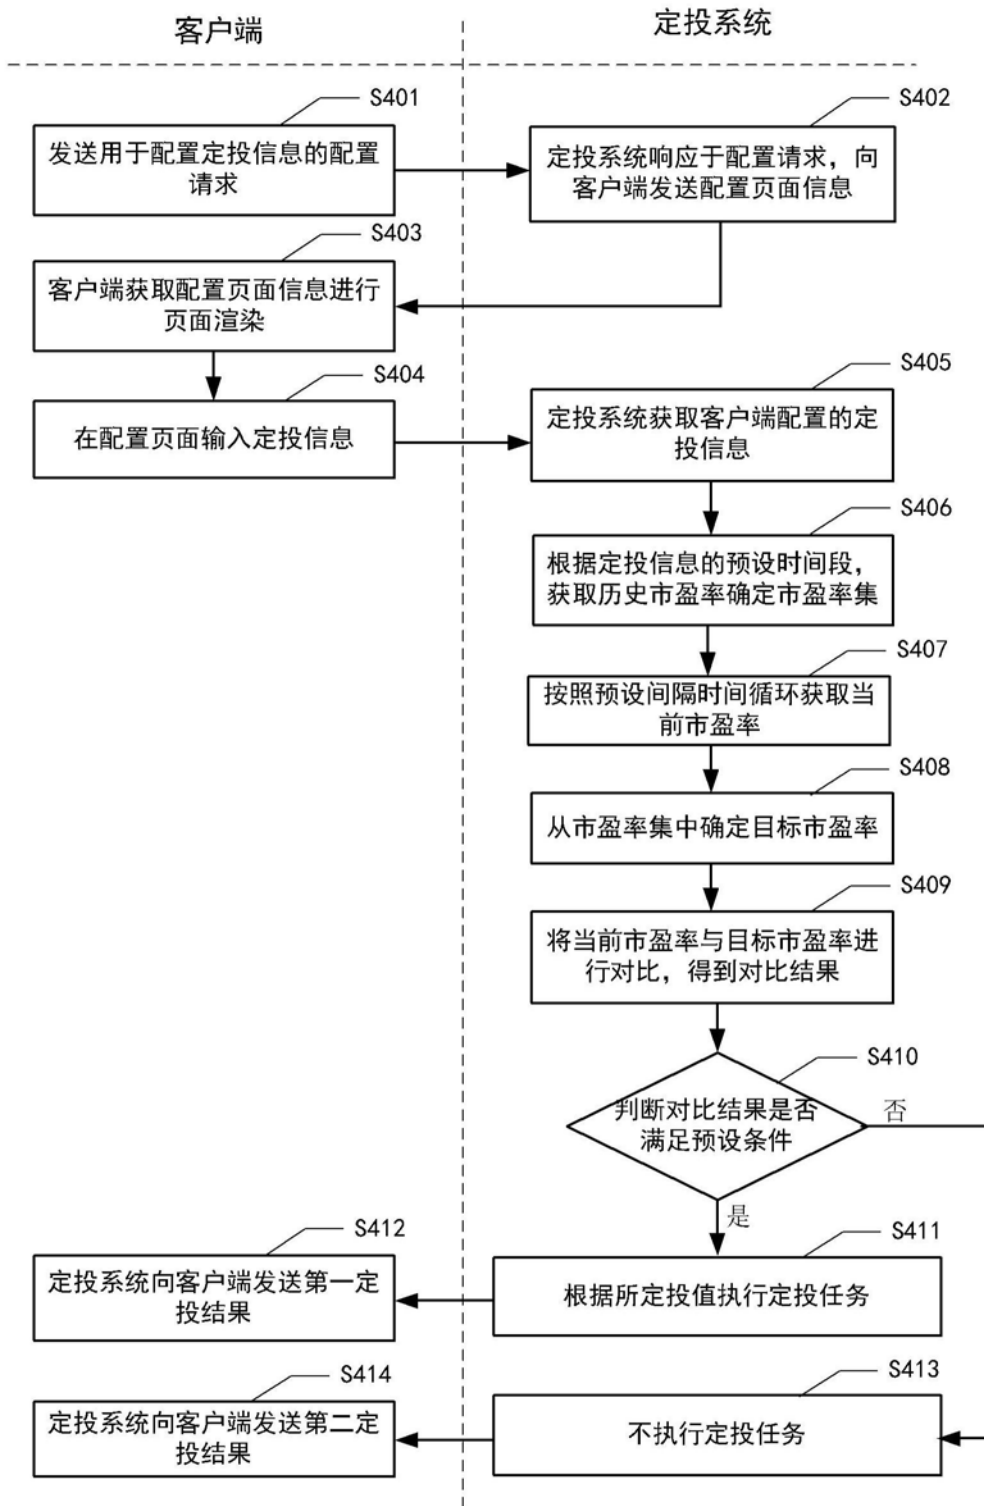 客户端
定投系统
S401
发送用于配置定投信息的配置
请求
S402
定投系统响应于配置请求，向
客户端发送配置页面信息
S403
客户端获取配置页面信息进行
页面渲染
S404
在配置页面输入定投信息
S405
定投系统获取客户端配置的定
投信息
S406
根据定投信息的预设时间段，
获取历史市盈率确定市盈率集
S407
按照预设间隔时间循环获取当
前市盈率
S408
从市盈率集中确定目标市盈率
S409
将当前市盈率与目标市盈率进
行对比，得到对比结果
S410
判断对比结果是否
满足预设条件
否
是
S411
根据所定投值执行定投任务
S412
定投系统向客户端发送第一定
投结果
S413
不执行定投任务
S414
定投系统向客户端发送第二定
投结果